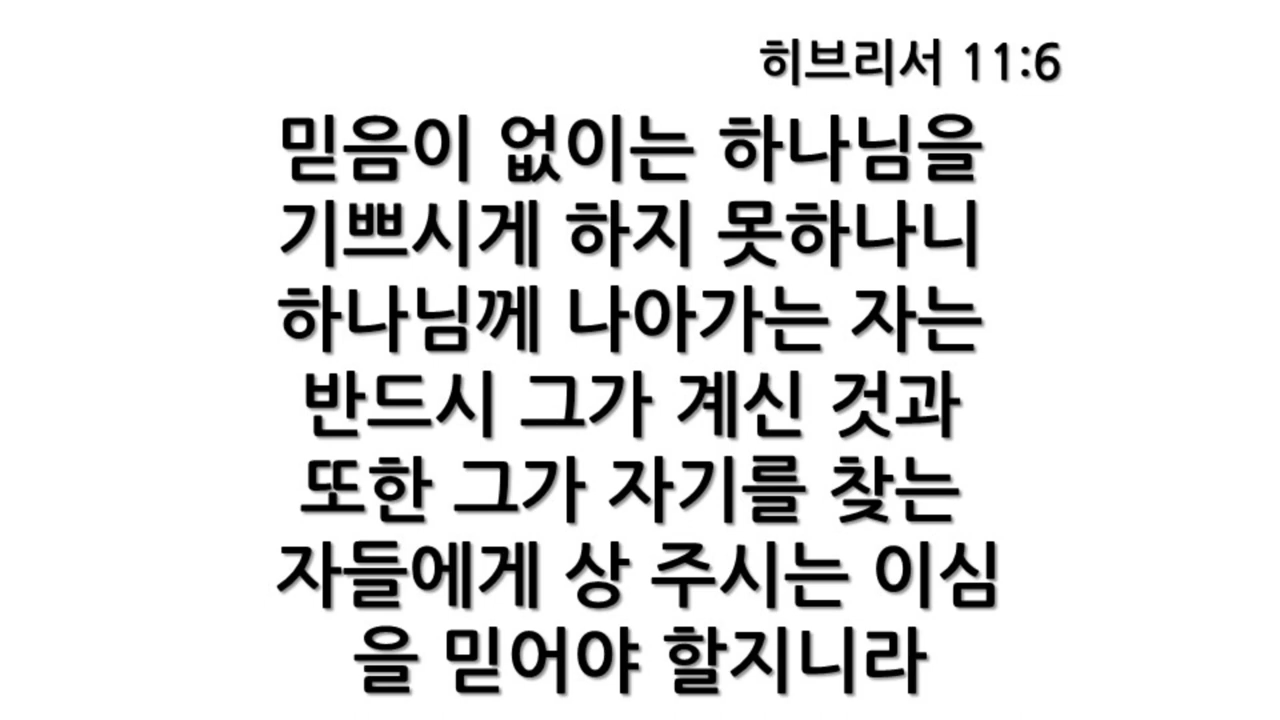 히브리서 11:6
믿음이 없이는 하나님을
기쁘시게 하지 못하나니
하나님께 나아가는 자는
반드시 그가 계신 것과
또한 그가 자기를 찾는
자들에게 상 주시는 이심
을 믿어야 할지니라